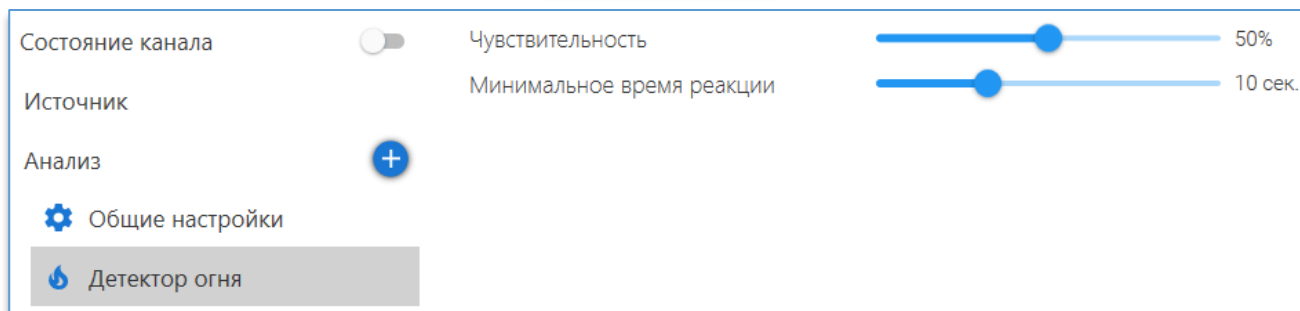 Состояние канала
Источник
Анализ
Общие настройки
Детектор огня
Чувствительность 50%
Минимальное время реакции 10 сек.